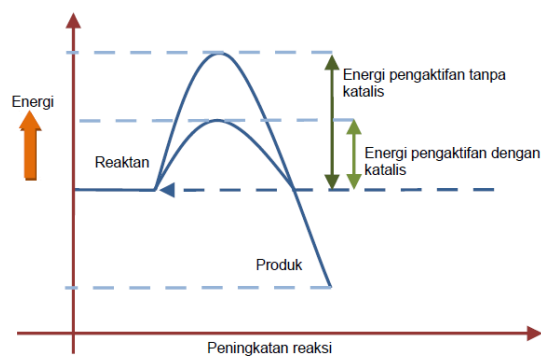 Energi
Reaktan
Produk
Energi pengaktifan tanpa
katalis
Energi pengaktifan dengan
katalis
Peningkatan reaksi